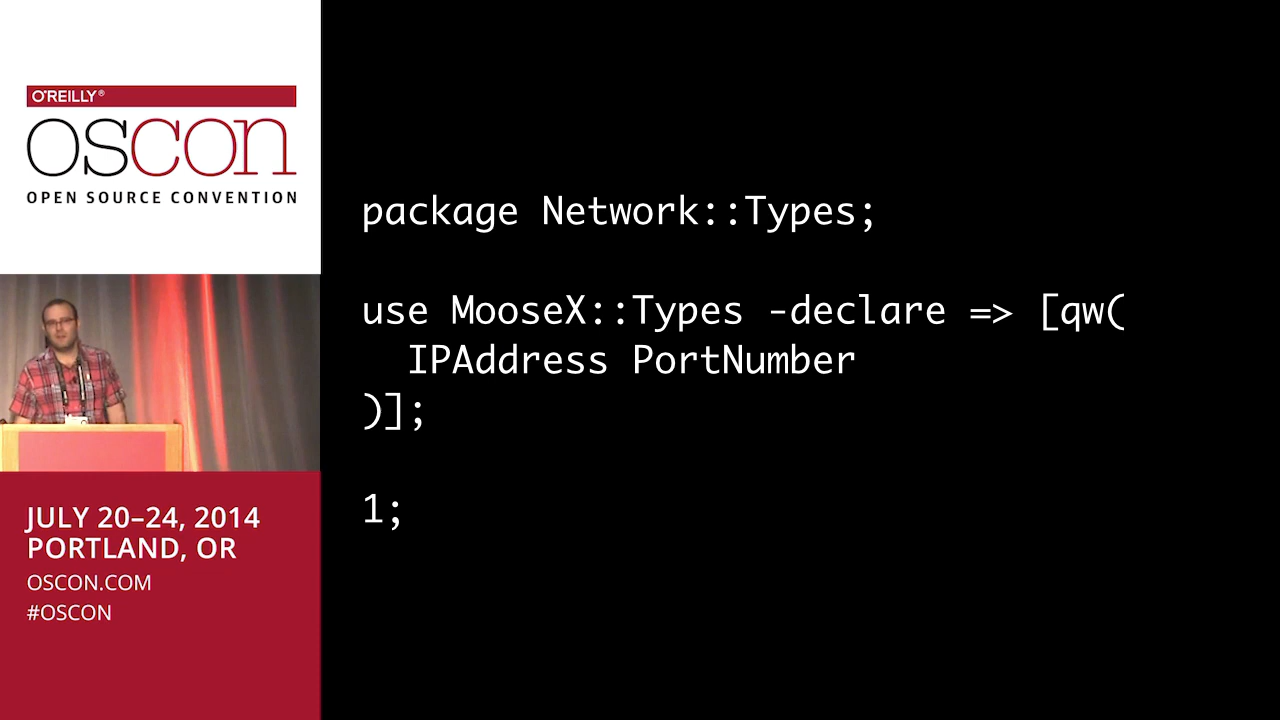 O'REILLY®
OSCON
OPEN SOURCE CONVENTION
JULY 20–24, 2014
PORTLAND, OR
OSCON.COM
#OSCON
package Network::Types;
use MooseX::Types -declare => [qw(
  IPAddress PortNumber
)];
1;